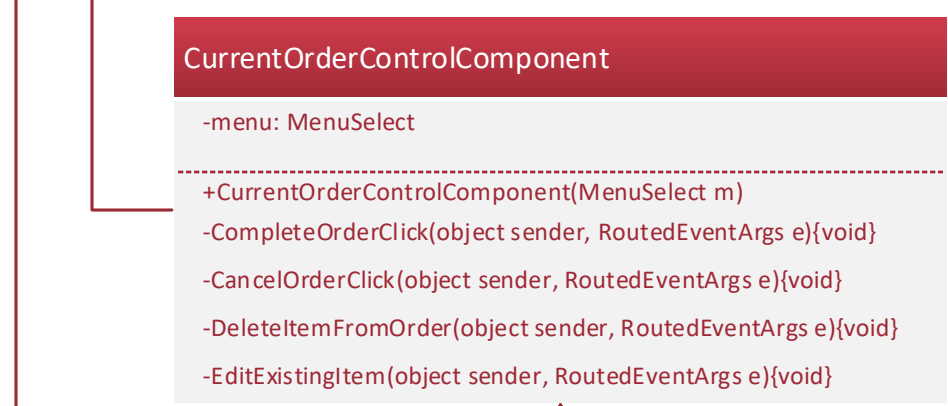 CurrentOrderControlComponent
-menu: MenuSelect
+CurrentOrderControlComponent(MenuSelect m)
-CompleteOrderClick(object sender, RoutedEventArgs e){void}
-CancelOrderClick(object sender, RoutedEventArgs e){void}
-DeleteItemFromOrder(object sender, RoutedEventArgs e){void}
-EditExistingItem(object sender, RoutedEventArgs e){void}